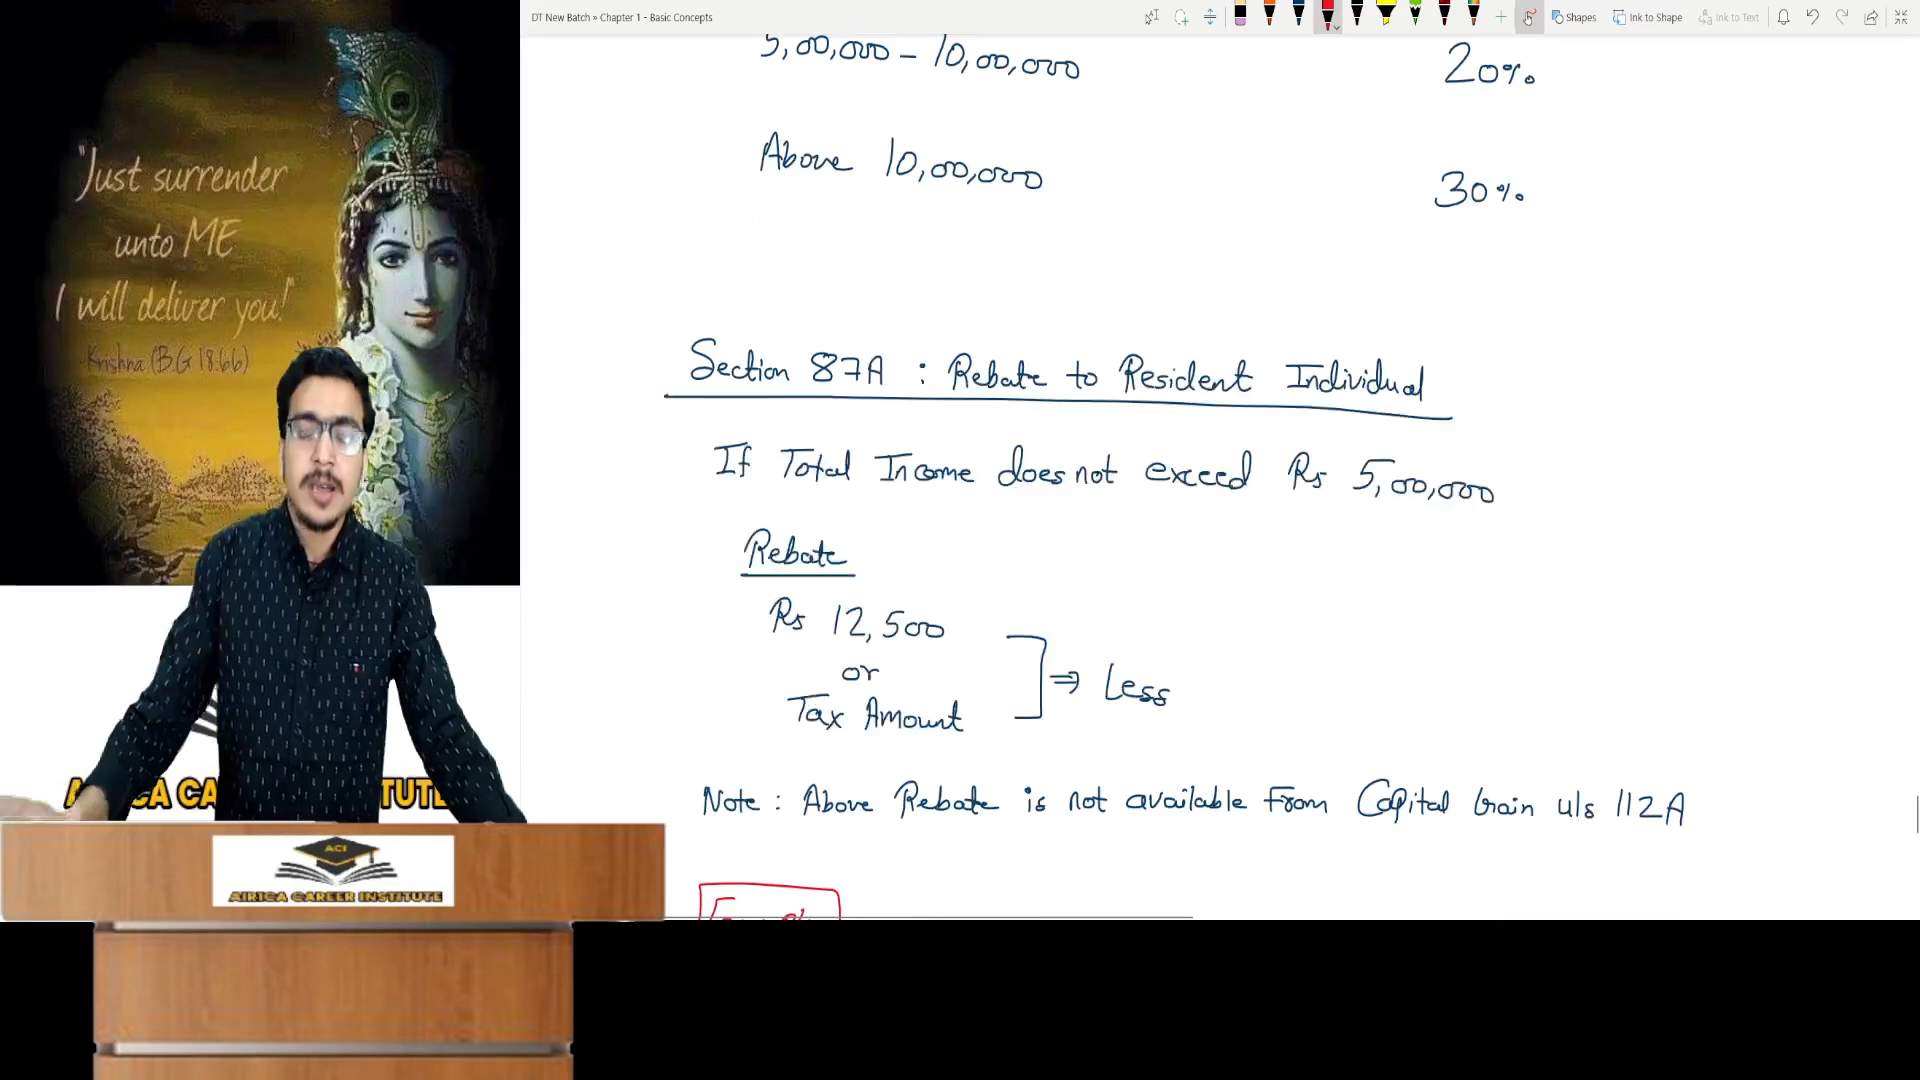 DT New Batch » Chapter 1 - Basic Concepts
Shapes
Ink to Shape
Ink to Text
"Just surrender
unto ME
I will deliver you!"
-Krishna (B.G 18:66)
5,00,000 – 10,00,000 20%
Above 10,00,000 30%
Section 87A : Rebate to Resident Individual
If Total Income does not exceed Rs 5,00,000
Rebate
Rs 12,500
or
Tax Amount
⇒ Less
Note : Above Rebate is not available from Capital Gain u/s 112A
ACI
AIRICA CAREER INSTITUTE